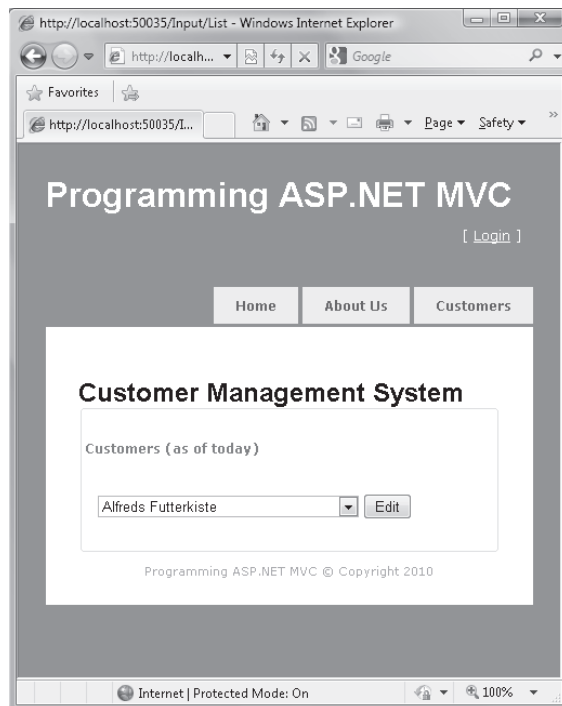 http://localhost:50035/Input/List - Windows Internet Explorer
http://localh...
Google
Favorites
http://localhost:50035/I...
Page Safety »
Programming ASP.NET MVC
[ Login ]
Home About Us Customers
Customer Management System
Customers (as of today)
Alfreds Futterkiste Edit
Programming ASP.NET MVC © Copyright 2010
Internet | Protected Mode: On 100%